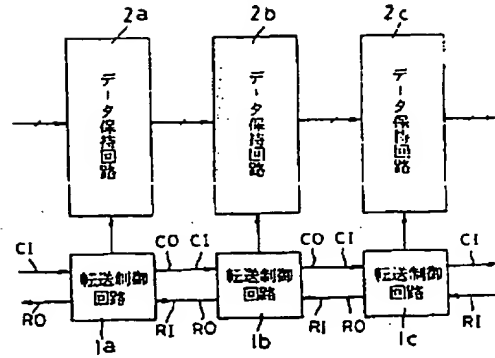 2a
2b
2c
データ保持回路
データ保持回路
データ保持回路
CI
CO
CI
CO
CI
CI
転送制御
回路
転送制御
回路
転送制御
回路
RO
RI
RO
RI
RO
RI
1a
1b
1c